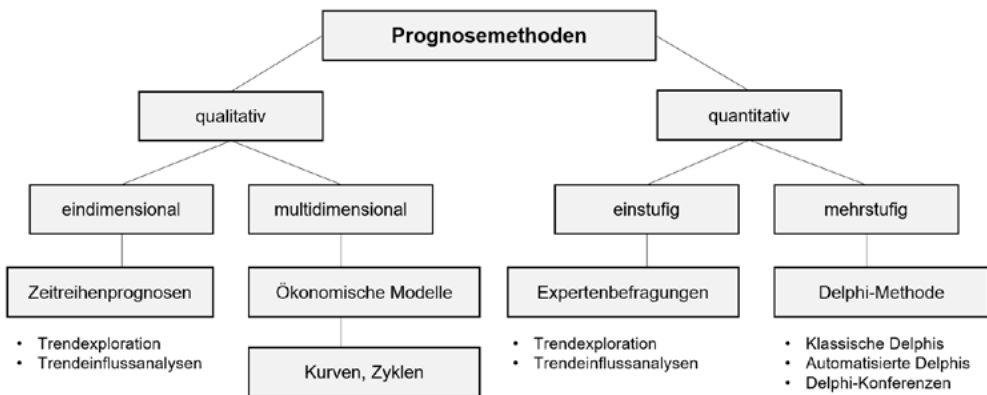 Prognosemethoden
qualitativ
quantitativ
eindimensional
multidimensional
einstufig
mehrstufig
Zeitreihenprognosen
Ökonomische Modelle
Expertenbefragungen
Delphi-Methode
• Trendexploration
• Trendeinflussanalysen
Kurven, Zyklen
• Trendexploration
• Trendeinflussanalysen
• Klassische Delphis
• Automatisierte Delphis
• Delphi-Konferenzen